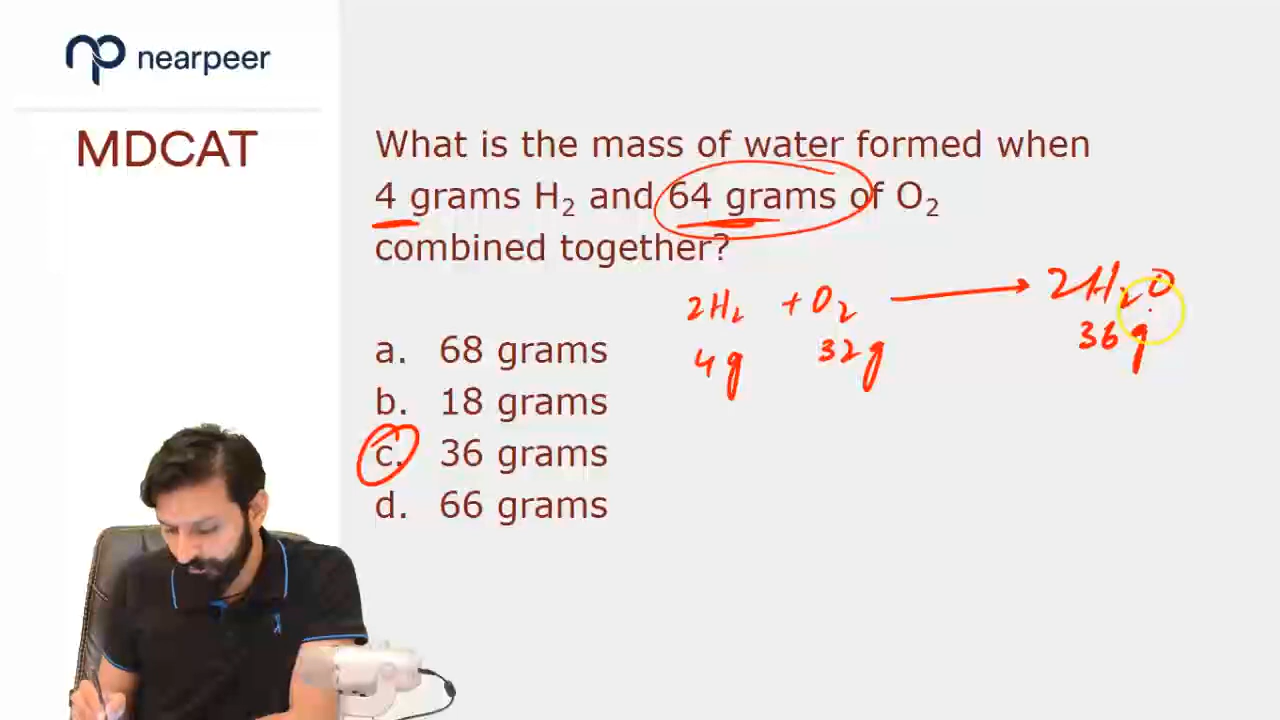 nearpeer
MDCAT
What is the mass of water formed when
4 grams H₂ and 64 grams of O₂
combined together?
2H₂ + O₂ → 2H₂O
4g 32g 36g
a. 68 grams
b. 18 grams
c. 36 grams
d. 66 grams